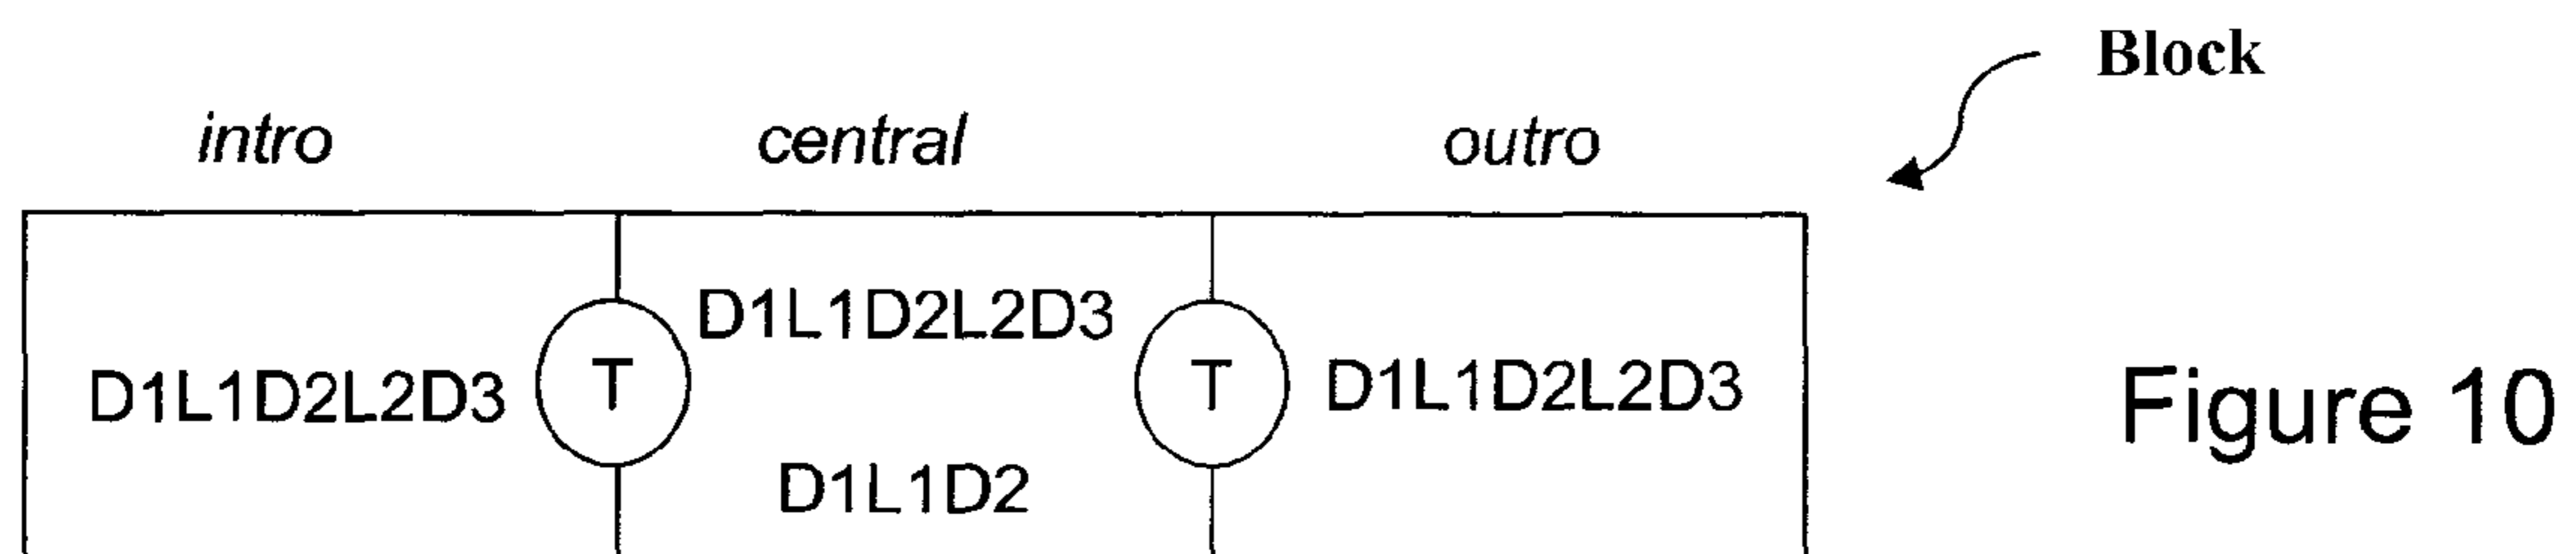 Block
intro central outro
D1L1D2L2D3 T D1L1D2L2D3 T D1L1D2L2D3
D1L1D2
Figure 10